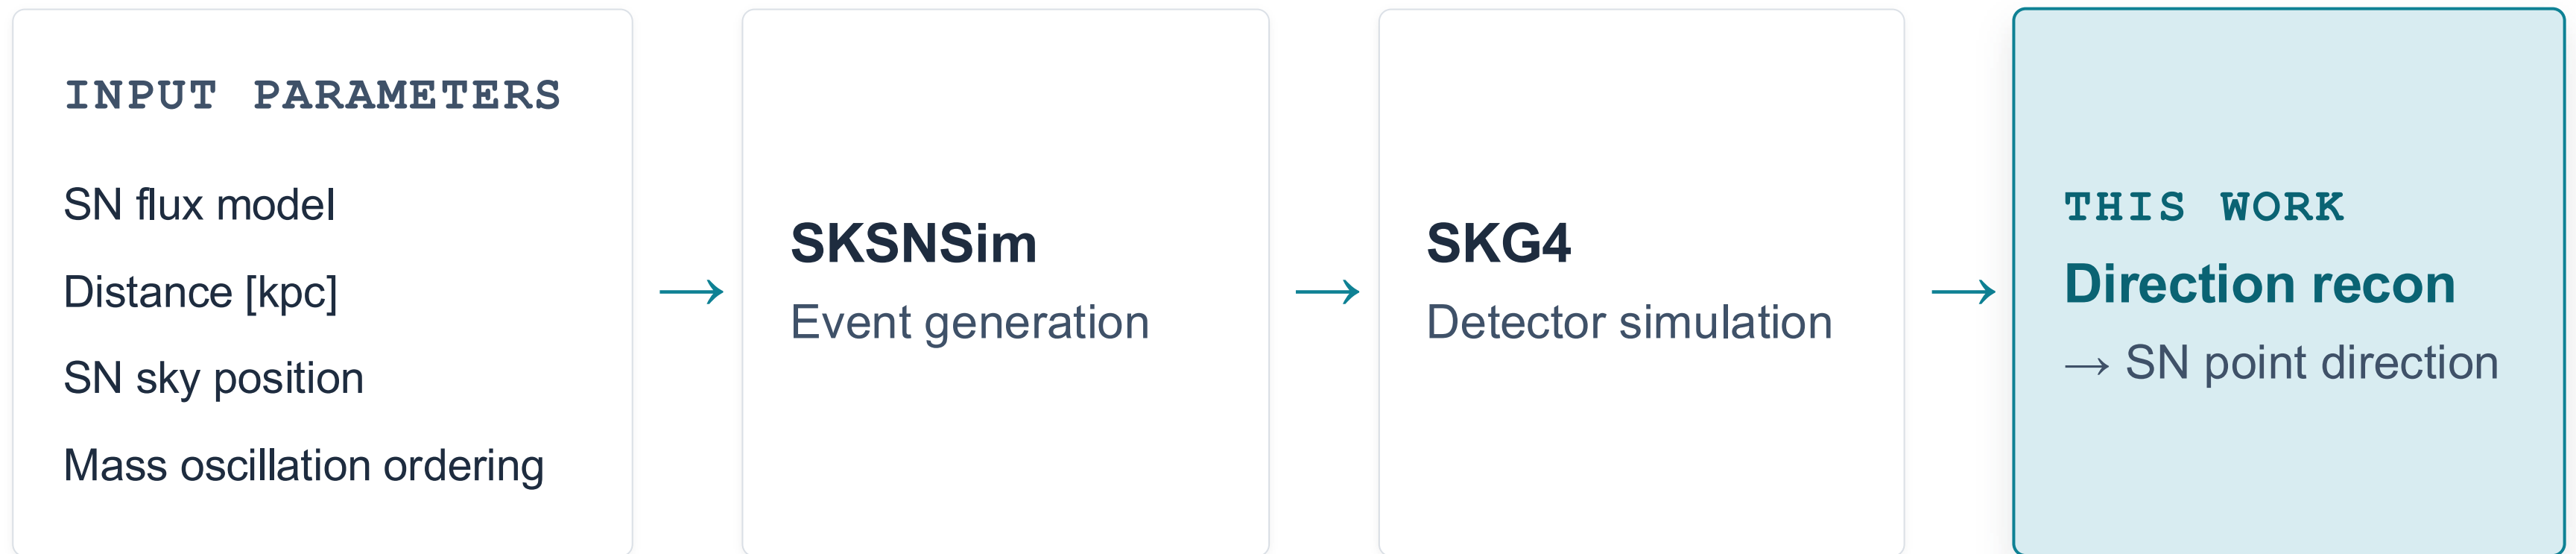 INPUT PARAMETERS
SN flux model
Distance [kpc]
SN sky position
Mass oscillation ordering
→
SKSNSim
Event generation
→
SKG4
Detector simulation
→
THIS WORK
Direction recon
→ SN point direction